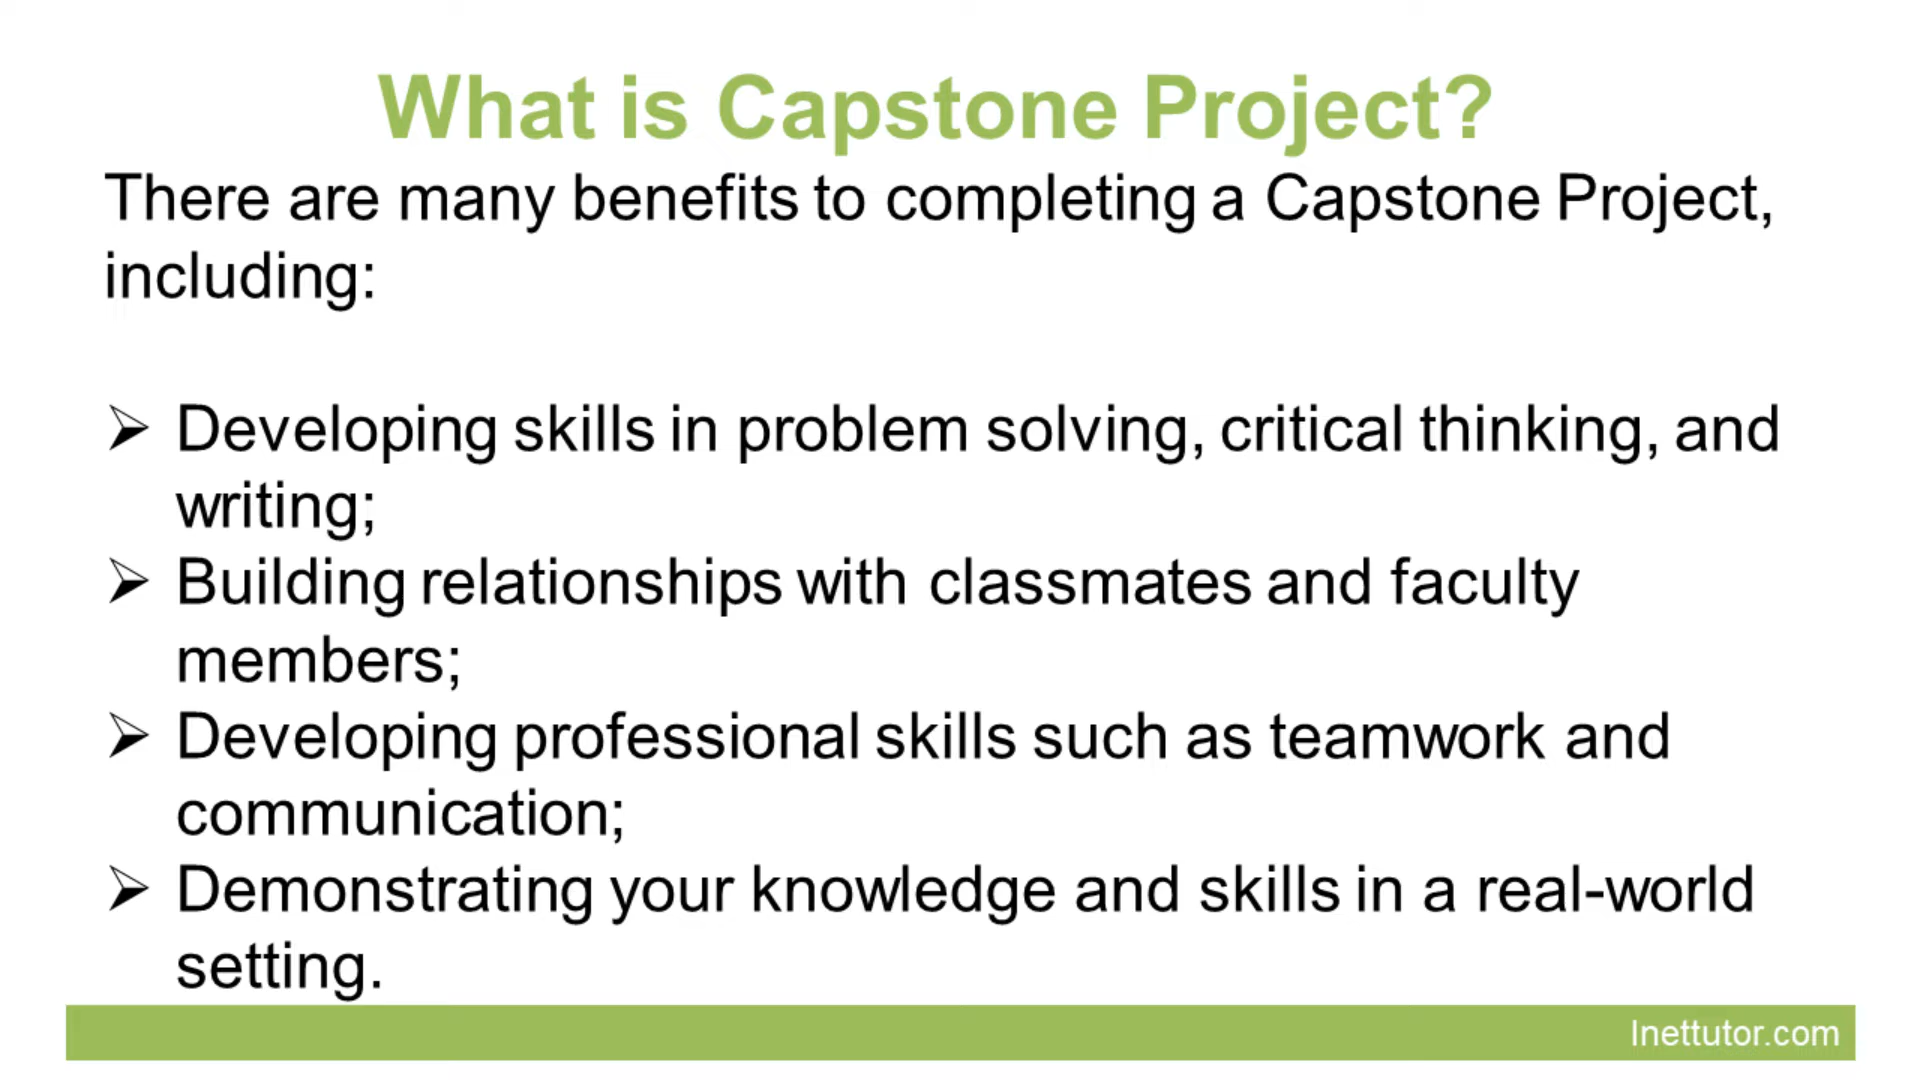 What is Capstone Project?
There are many benefits to completing a Capstone Project,
including:
➢ Developing skills in problem solving, critical thinking, and
writing;
➢ Building relationships with classmates and faculty
members;
➢ Developing professional skills such as teamwork and
communication;
➢ Demonstrating your knowledge and skills in a real-world
setting.
Inettutor.com